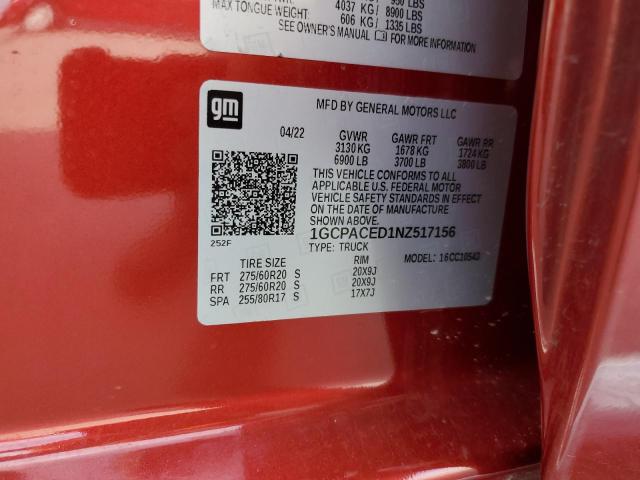 4037 KG / 8900 LBS
MAX TONGUE WEIGHT: 606 KG / 1335 LBS
SEE OWNER'S MANUAL FOR MORE INFORMATION
gm
MFD BY GENERAL MOTORS LLC
04/22 GVWR GAWR FRT GAWR RR
3130 KG 1678 KG 1724 KG
6900 LB 3700 LB 3800 LB
THIS VEHICLE CONFORMS TO ALL
APPLICABLE U.S. FEDERAL MOTOR
VEHICLE SAFETY STANDARDS IN EFFECT
ON THE DATE OF MANUFACTURE
SHOWN ABOVE.
1GCPACED1NZ517156
252F
TYPE: TRUCK
MODEL: 16CC10543
TIRE SIZE RIM
FRT 275/60R20 S 20X9J
RR 275/60R20 S 20X9J
SPA 255/80R17 S 17X7J